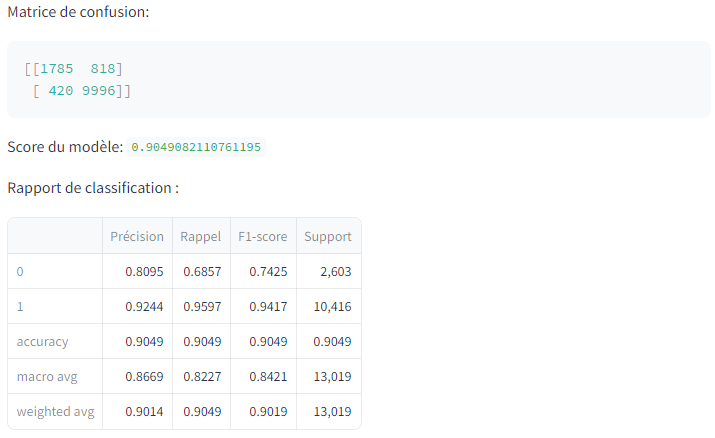 Matrice de confusion:
[[1785  818]
 [ 420 9996]]
Score du modèle: 0.9049082110761195
Rapport de classification :
Précision Rappel F1-score Support
0 0.8095 0.6857 0.7425 2,603
1 0.9244 0.9597 0.9417 10,416
accuracy 0.9049 0.9049 0.9049 0.9049
macro avg 0.8669 0.8227 0.8421 13,019
weighted avg 0.9014 0.9049 0.9019 13,019